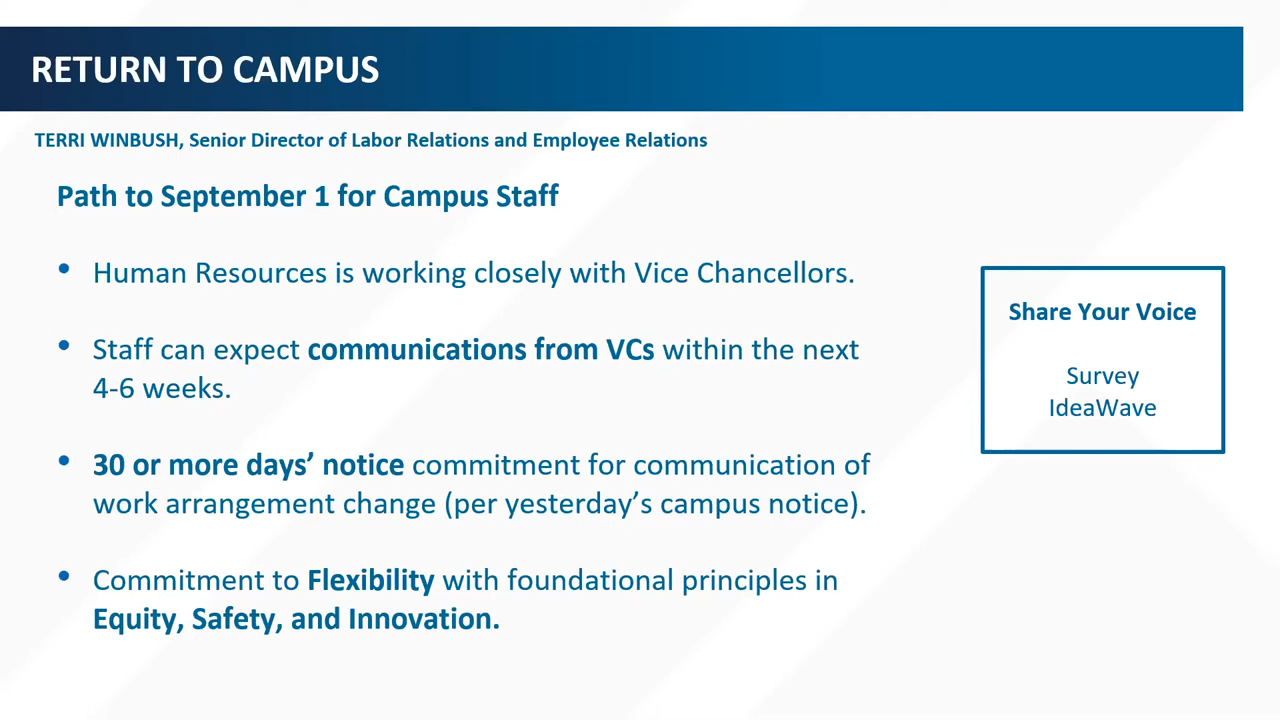 RETURN TO CAMPUS
TERRI WINBUSH, Senior Director of Labor Relations and Employee Relations
Path to September 1 for Campus Staff
• Human Resources is working closely with Vice Chancellors.
• Staff can expect communications from VCs within the next
4-6 weeks.
• 30 or more days’ notice commitment for communication of
work arrangement change (per yesterday’s campus notice).
• Commitment to Flexibility with foundational principles in
Equity, Safety, and Innovation.
Share Your Voice
Survey
IdeaWave